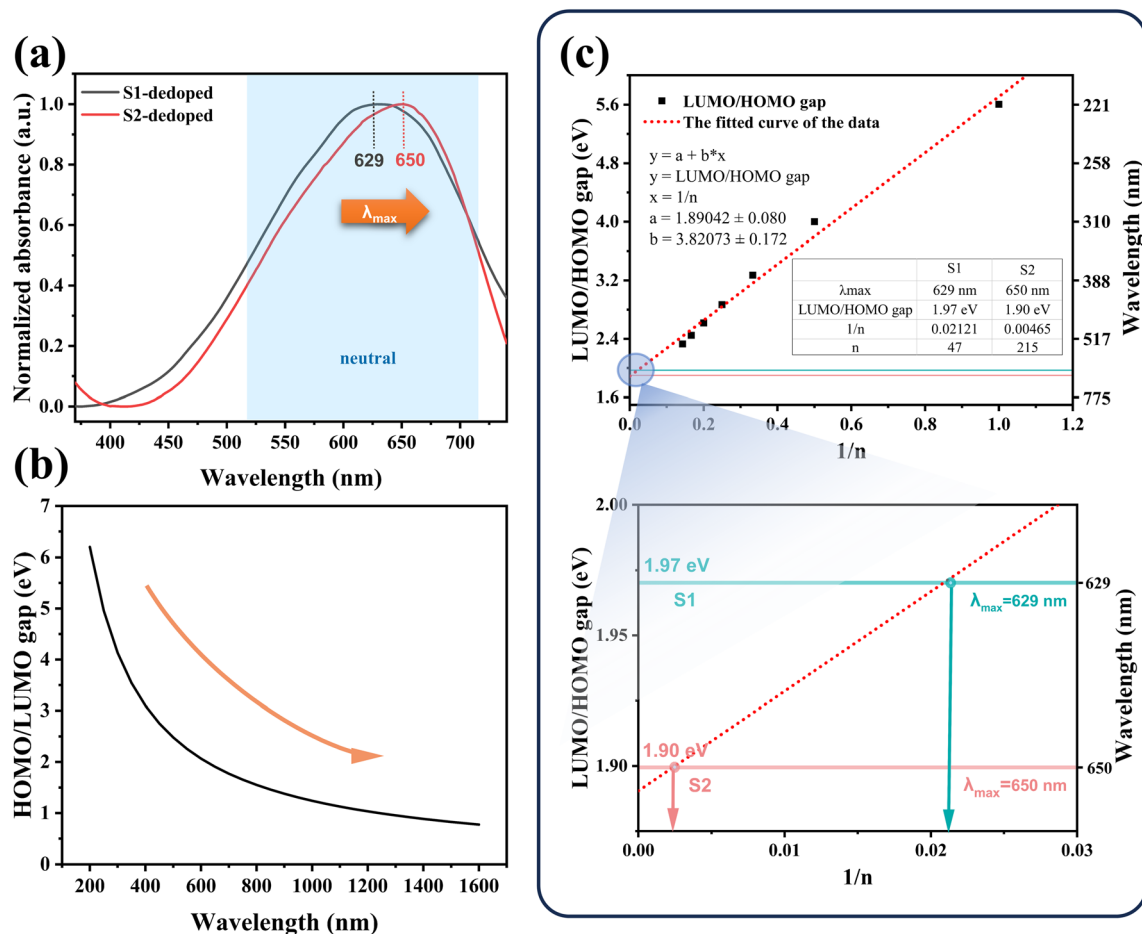 (a)
S1-dedoped
S2-dedoped
629
650
λmax
neutral
Normalized absorbance (a.u.)
1.0
0.8
0.6
0.4
0.2
0.0
400 450 500 550 600 650 700
Wavelength (nm)
(b)
HOMO/LUMO gap (eV)
7
6
5
4
3
2
1
0
200 400 600 800 1000 1200 1400 1600
Wavelength (nm)
(c)
LUMO/HOMO gap (eV)
5.6
4.8
4.0
3.2
2.4
1.6
LUMO/HOMO gap
The fitted curve of the data
y = a + b*x
y = LUMO/HOMO gap
x = 1/n
a = 1.89042 ± 0.080
b = 3.82073 ± 0.172
S1 S2
λmax 629 nm 650 nm
LUMO/HOMO gap 1.97 eV 1.90 eV
1/n 0.02121 0.00465
n 47 215
221
258
310
388
517
775
Wavelength (nm)
0.0 0.2 0.4 0.6 0.8 1.0 1.2
1/n
LUMO/HOMO gap (eV)
2.00
1.95
1.90
1.97 eV
S1
λmax=629 nm
629
1.90 eV
S2
λmax=650 nm
650
Wavelength (nm)
0.00 0.01 0.02 0.03
1/n